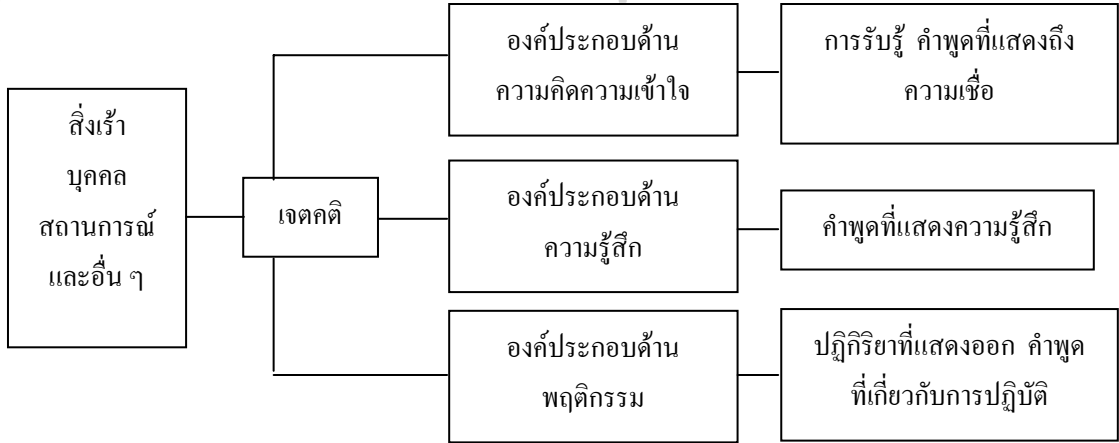 สิ่งเร้า
บุคคล
สถานการณ์
และอื่น ๆ
เจตคติ
องค์ประกอบด้าน
ความคิดความเข้าใจ
การรับรู้ คำพูดที่แสดงถึง
ความเชื่อ
องค์ประกอบด้าน
ความรู้สึก
คำพูดที่แสดงความรู้สึก
องค์ประกอบด้าน
พฤติกรรม
ปฏิกิริยาที่แสดงออก คำพูด
ที่เกี่ยวกับการปฏิบัติ